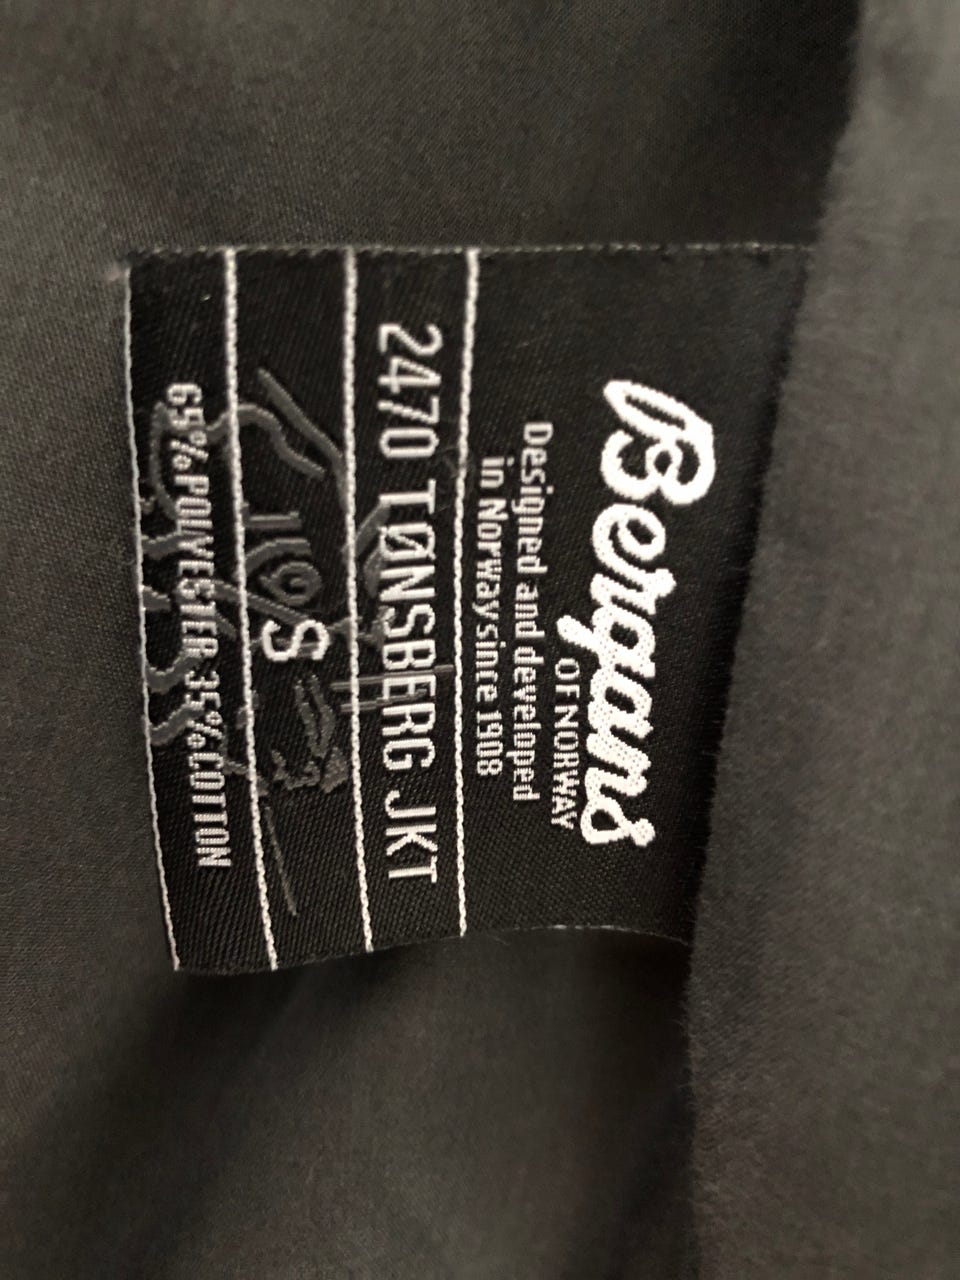 Bergans
OF NORWAY
Designed and developed
in Norway since 1908
2470 TØNSBERG JKT
S
65% POLYESTER 35% COTTON